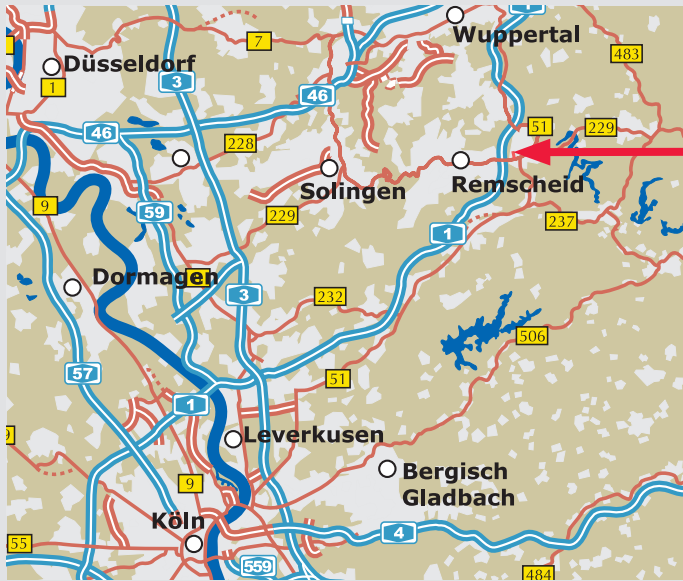 Wuppertal
7
483
Düsseldorf
3
1
46
51
229
46
228
Solingen
Remscheid
9
59
229
237
1
Dormagen
3
232
506
57
51
1
Leverkusen
9
Bergisch
Gladbach
Köln
4
55
559
484